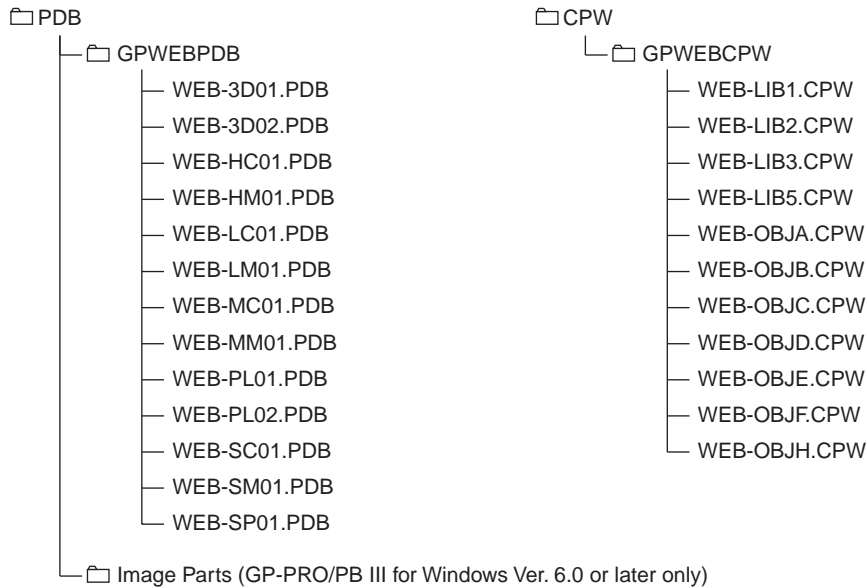 PDB
GPWEBPDB
WEB-3D01.PDB
WEB-3D02.PDB
WEB-HC01.PDB
WEB-HM01.PDB
WEB-LC01.PDB
WEB-LM01.PDB
WEB-MC01.PDB
WEB-MM01.PDB
WEB-PL01.PDB
WEB-PL02.PDB
WEB-SC01.PDB
WEB-SM01.PDB
WEB-SP01.PDB
Image Parts (GP-PRO/PB III for Windows Ver. 6.0 or later only)
CPW
GPWEBCPW
WEB-LIB1.CPW
WEB-LIB2.CPW
WEB-LIB3.CPW
WEB-LIB5.CPW
WEB-OBJA.CPW
WEB-OBJB.CPW
WEB-OBJC.CPW
WEB-OBJD.CPW
WEB-OBJE.CPW
WEB-OBJF.CPW
WEB-OBJH.CPW